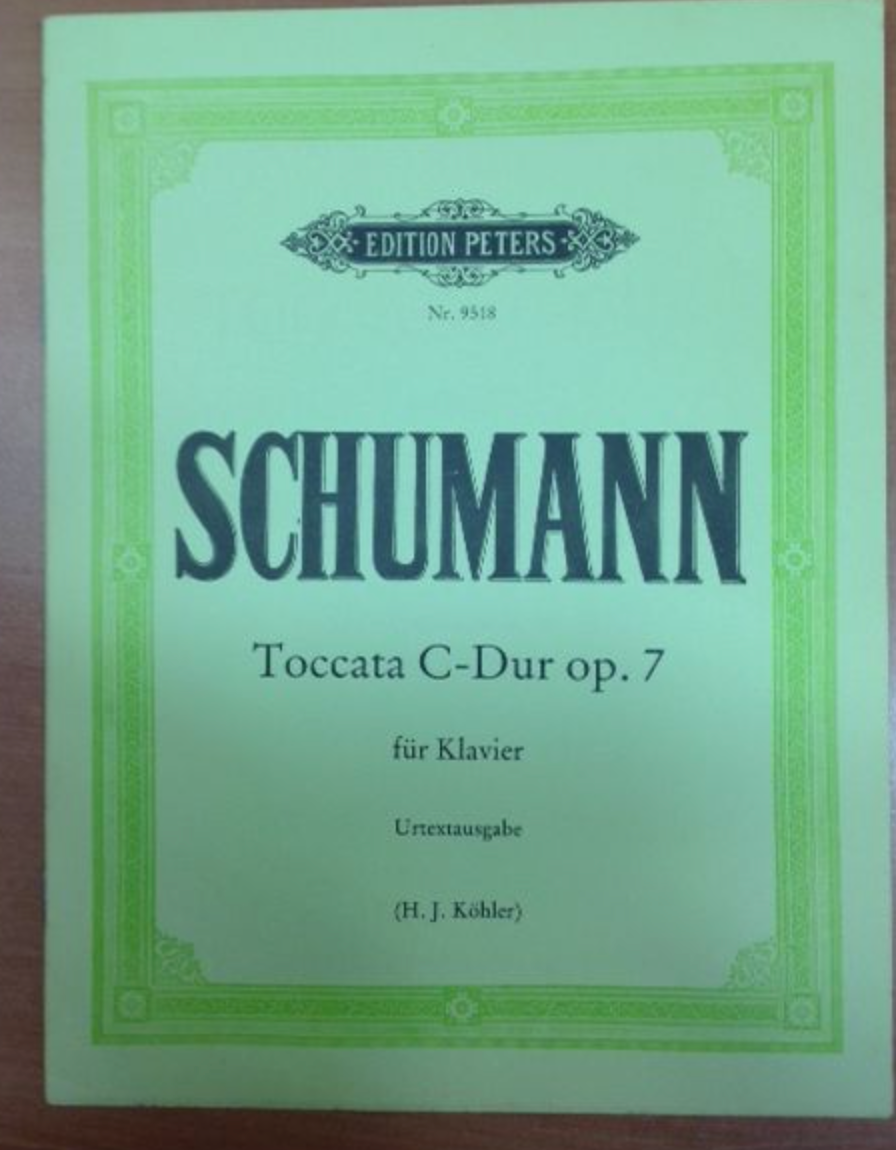 EDITION PETERS
Nr. 9518
SCHUMANN
Toccata C-Dur op. 7
für Klavier
Urtextausgabe
(H. J. Köhler)